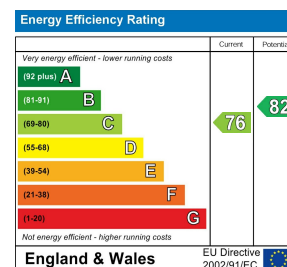 Energy Efficiency Rating
Current Potentia
Very energy efficient - lower running costs
(92 plus) A
(81-91) B
(69-80) C
(55-68) D
(39-54) E
(21-38) F
(1-20) G
76
82
Not energy efficient - higher running costs
England & Wales
EU Directive
2002/91/EC